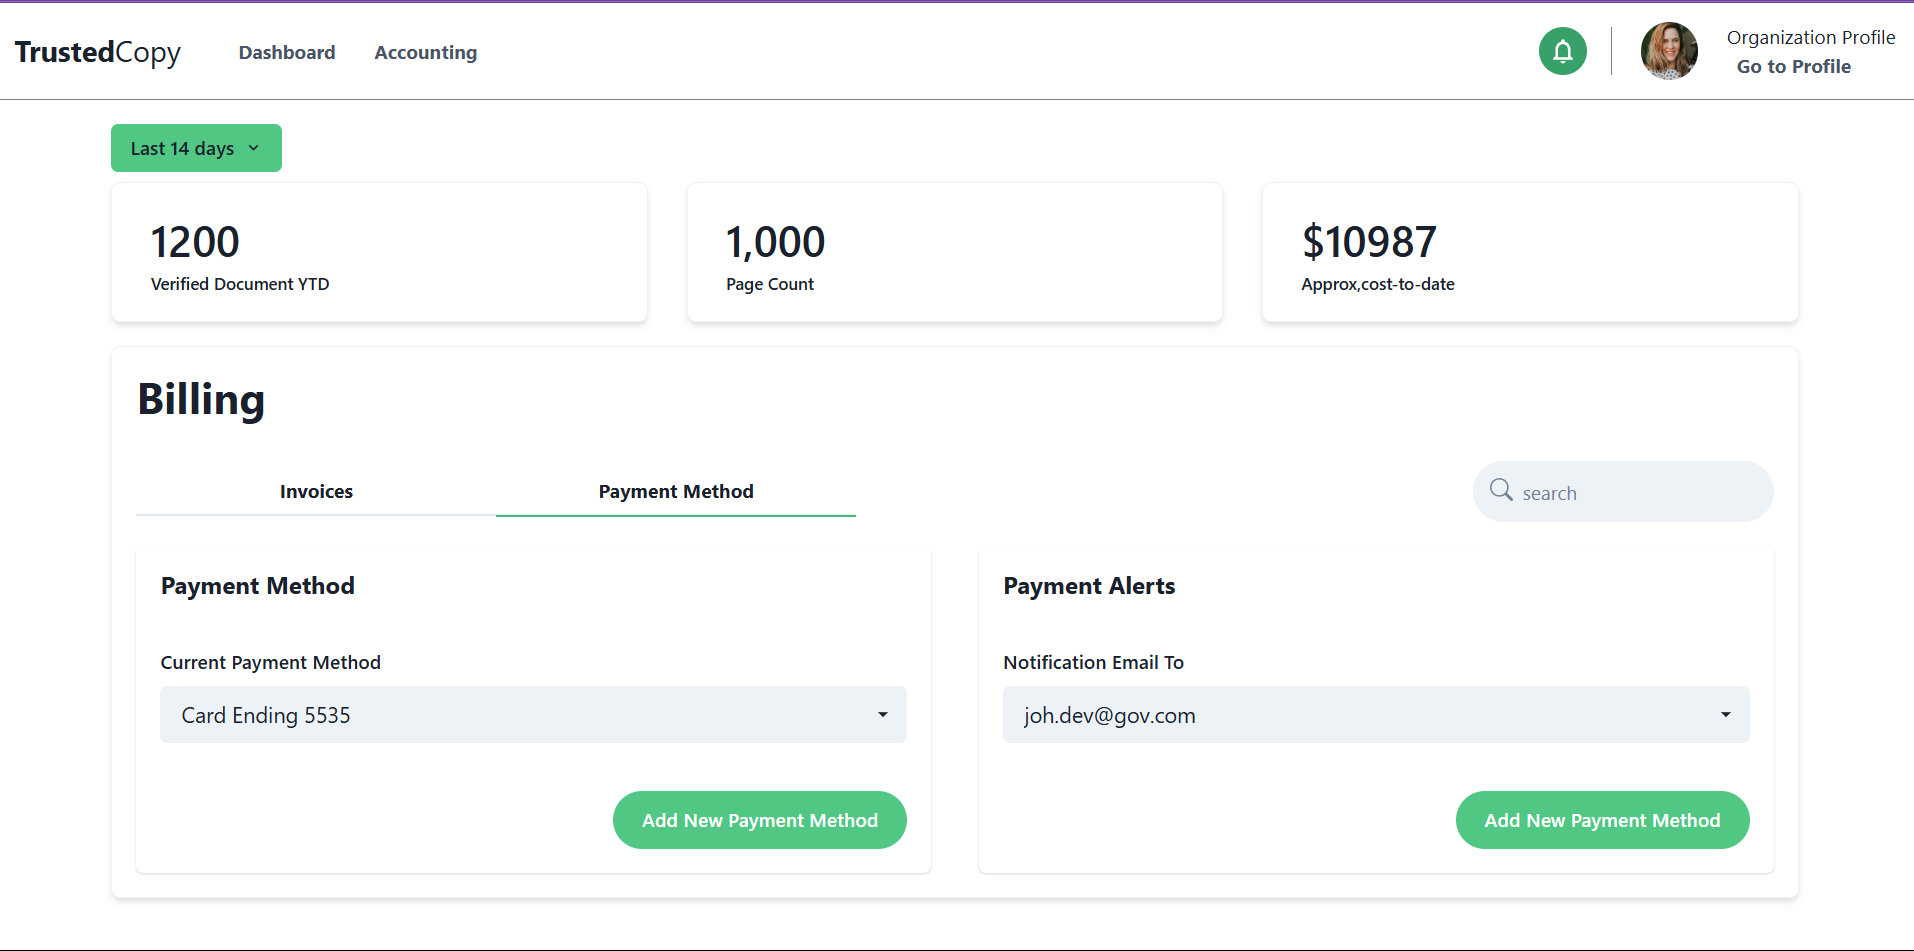 TrustedCopy Dashboard Accounting
Organization Profile
Go to Profile
Last 14 days
1200
Verified Document YTD
1,000
Page Count
$10987
Approx,cost-to-date
Billing
Invoices Payment Method
search
Payment Method
Current Payment Method
Card Ending 5535
Add New Payment Method
Payment Alerts
Notification Email To
joh.dev@gov.com
Add New Payment Method